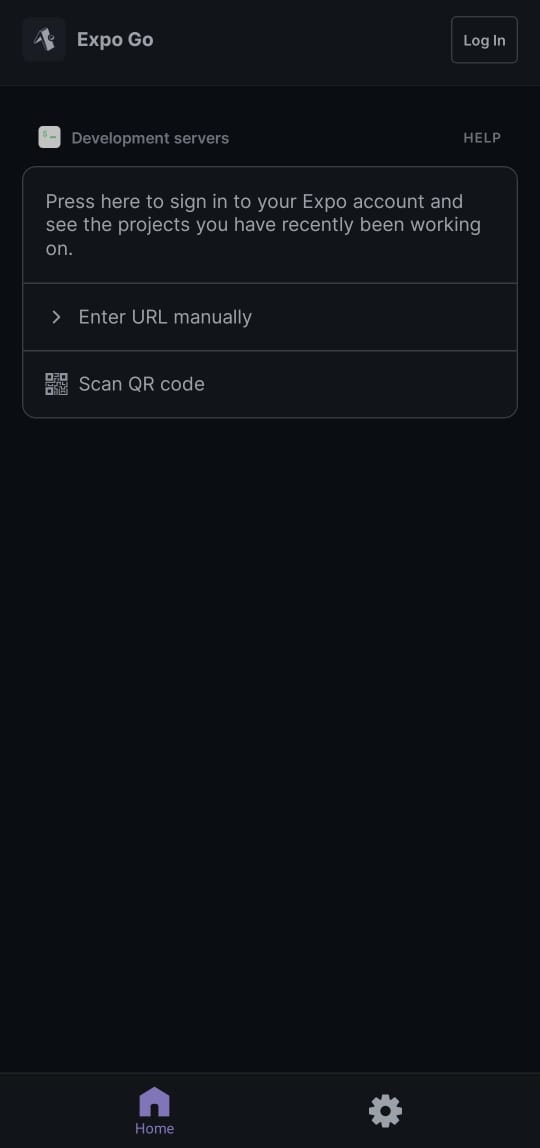 Expo Go
Log In
Development servers
HELP
Press here to sign in to your Expo account and
see the projects you have recently been working
on.
Enter URL manually
Scan QR code
Home